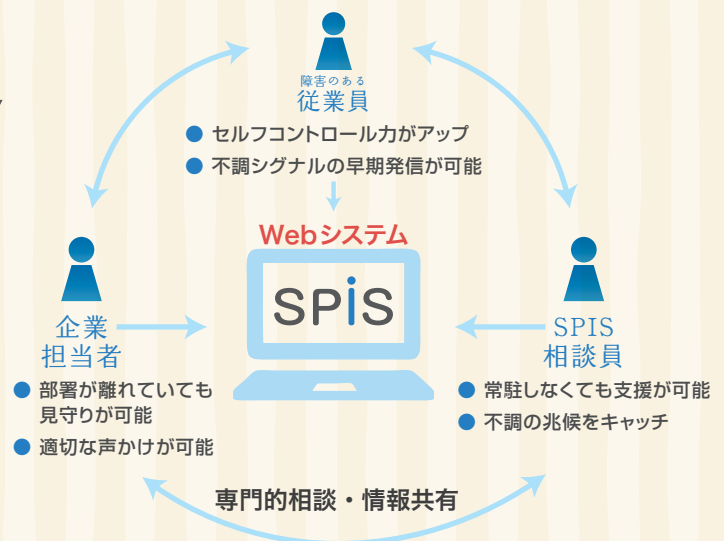 障害のある
従業員
● セルフコントロール力がアップ
● 不調シグナルの早期発信が可能
Webシステム
SPiS
企業
担当者
● 部署が離れていても
見守りが可能
● 適切な声かけが可能
SPIS
相談員
● 常駐しなくても支援が可能
● 不調の兆候をキャッチ
専門的相談・情報共有